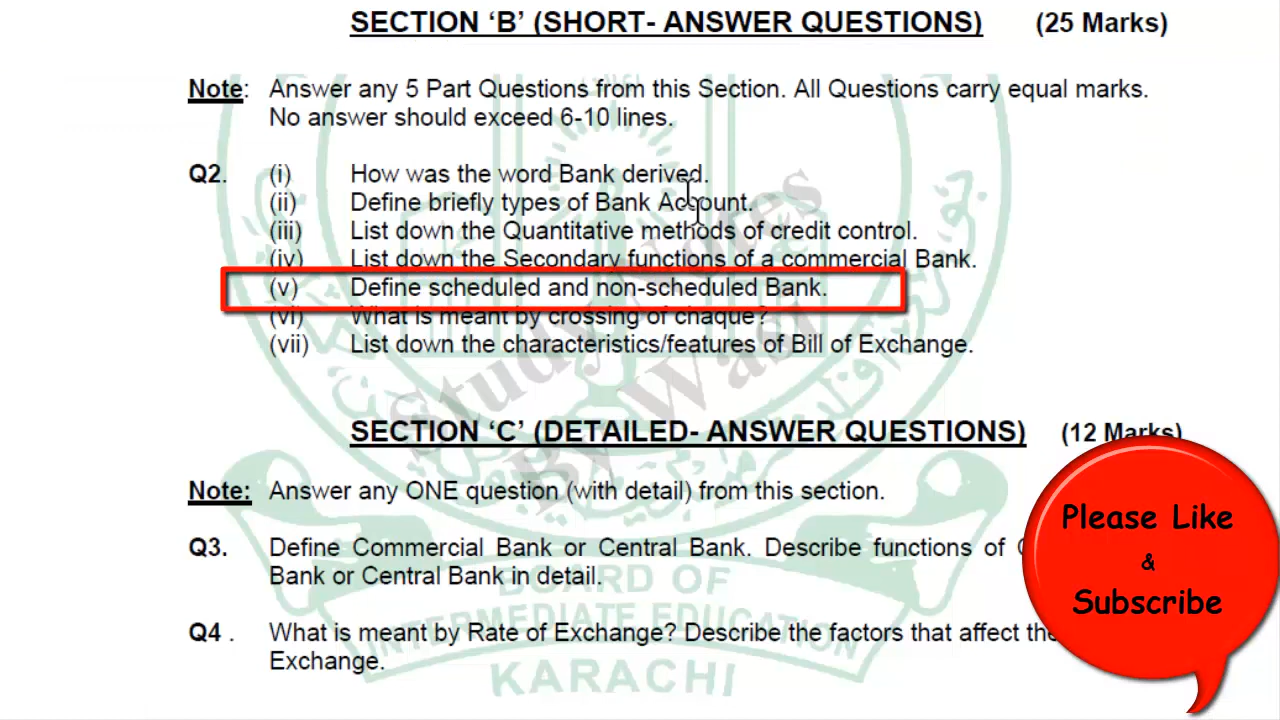 SECTION ‘B’ (SHORT- ANSWER QUESTIONS) (25 Marks)
Note: Answer any 5 Part Questions from this Section. All Questions carry equal marks.
No answer should exceed 6-10 lines.
Q2. (i) How was the word Bank derived.
(ii) Define briefly types of Bank Account.
(iii) List down the Quantitative methods of credit control.
(iv) List down the Secondary functions of a commercial Bank.
(v) Define scheduled and non-scheduled Bank.
(vi) What is meant by crossing of chaque?
(vii) List down the characteristics/features of Bill of Exchange.
Study Notes
By Wasi
SECTION ‘C’ (DETAILED- ANSWER QUESTIONS) (12 Marks)
Note: Answer any ONE question (with detail) from this section.
Q3. Define Commercial Bank or Central Bank. Describe functions of
Bank or Central Bank in detail.
Q4 . What is meant by Rate of Exchange? Describe the factors that affect the
Exchange.
BOARD OF
INTERMEDIATE EDUCATION
KARACHI
Please Like
&
Subscribe